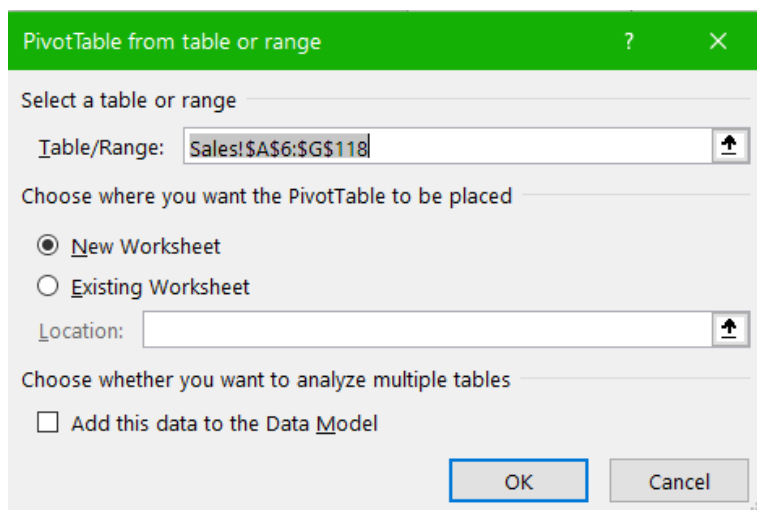 PivotTable from table or range ? ×
Select a table or range
Table/Range: Sales!$A$6:$G$118
Choose where you want the PivotTable to be placed
New Worksheet
Existing Worksheet
Location:
Choose whether you want to analyze multiple tables
Add this data to the Data Model
OK Cancel